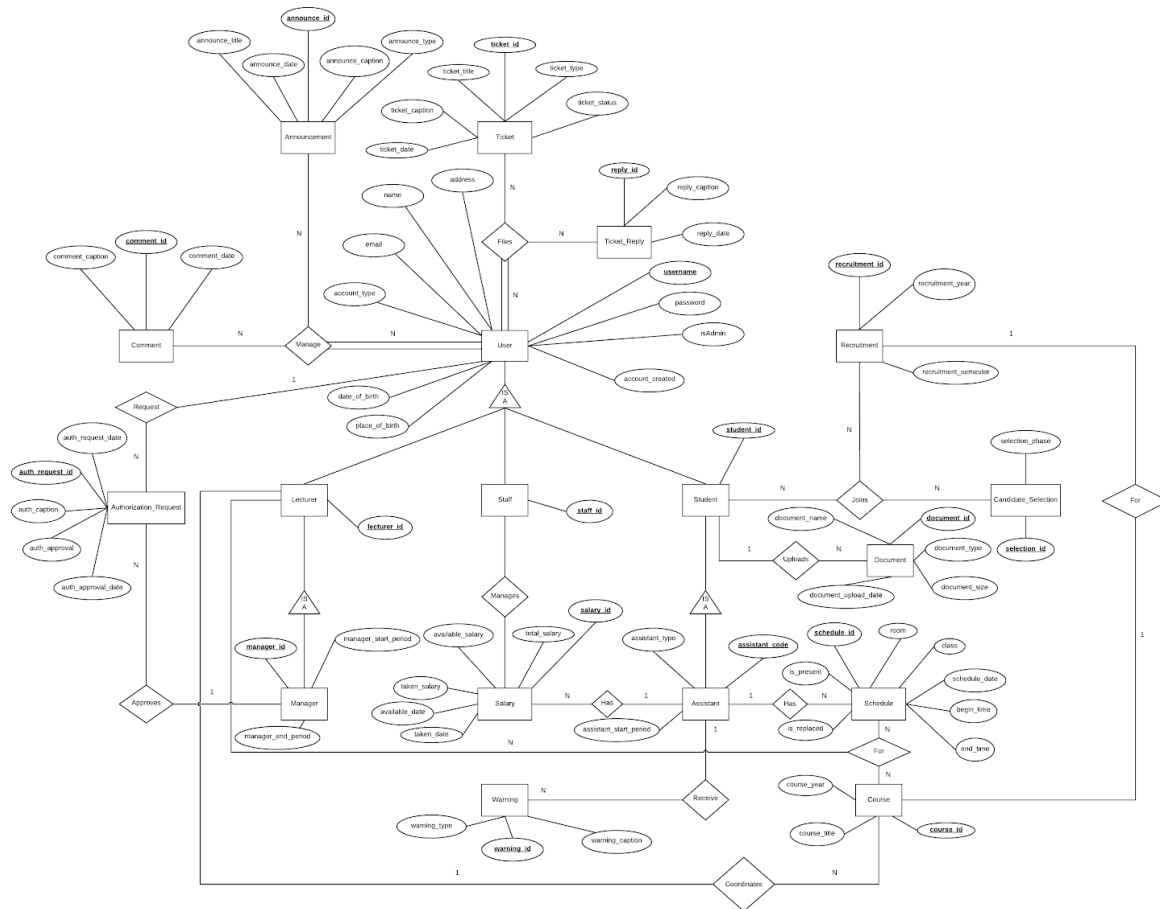 announce_id
announce_title
announce_type
announce_date
announce_caption
Announcement
ticket_id
ticket_title
ticket_type
ticket_caption
ticket_status
ticket_date
Ticket
N
reply_id
reply_caption
reply_date
Ticket_Reply
N
Files
N
address
name
email
account_type
N
comment_id
comment_caption
comment_date
Comment
N
Manage
N
User
username
password
isAdmin
account_created
date_of_birth
place_of_birth
recruitment_id
recruitment_year
Recruitment
recruitment_semester
1
N
1
Request
N
IS
A
auth_request_date
auth_request_id
auth_caption
auth_approval
auth_approval_date
Authorization_Request
N
Lecturer
lecturer_id
Staff
staff_id
student_id
Student
N
Joins
N
selection_phase
Candidate_Selection
selection_id
For
1
document_name
document_id
document_type
document_size
document_upload_date
Document
1
Uploads
N
IS
A
IS
A
Manages
manager_id
manager_start_period
Manager
manager_end_period
Approves
1
1
available_salary
total_salary
salary_id
taken_salary
available_date
taken_date
Salary
N
Has
1
assistant_type
assistant_code
assistant_start_period
Assistant
1
Has
N
schedule_id
room
class
is_present
schedule_date
begin_time
end_time
is_replaced
Schedule
N
N
For
N
1
Receive
N
Warning
warning_type
warning_id
warning_caption
course_year
course_title
Course
course_id
1
Coordinates
N